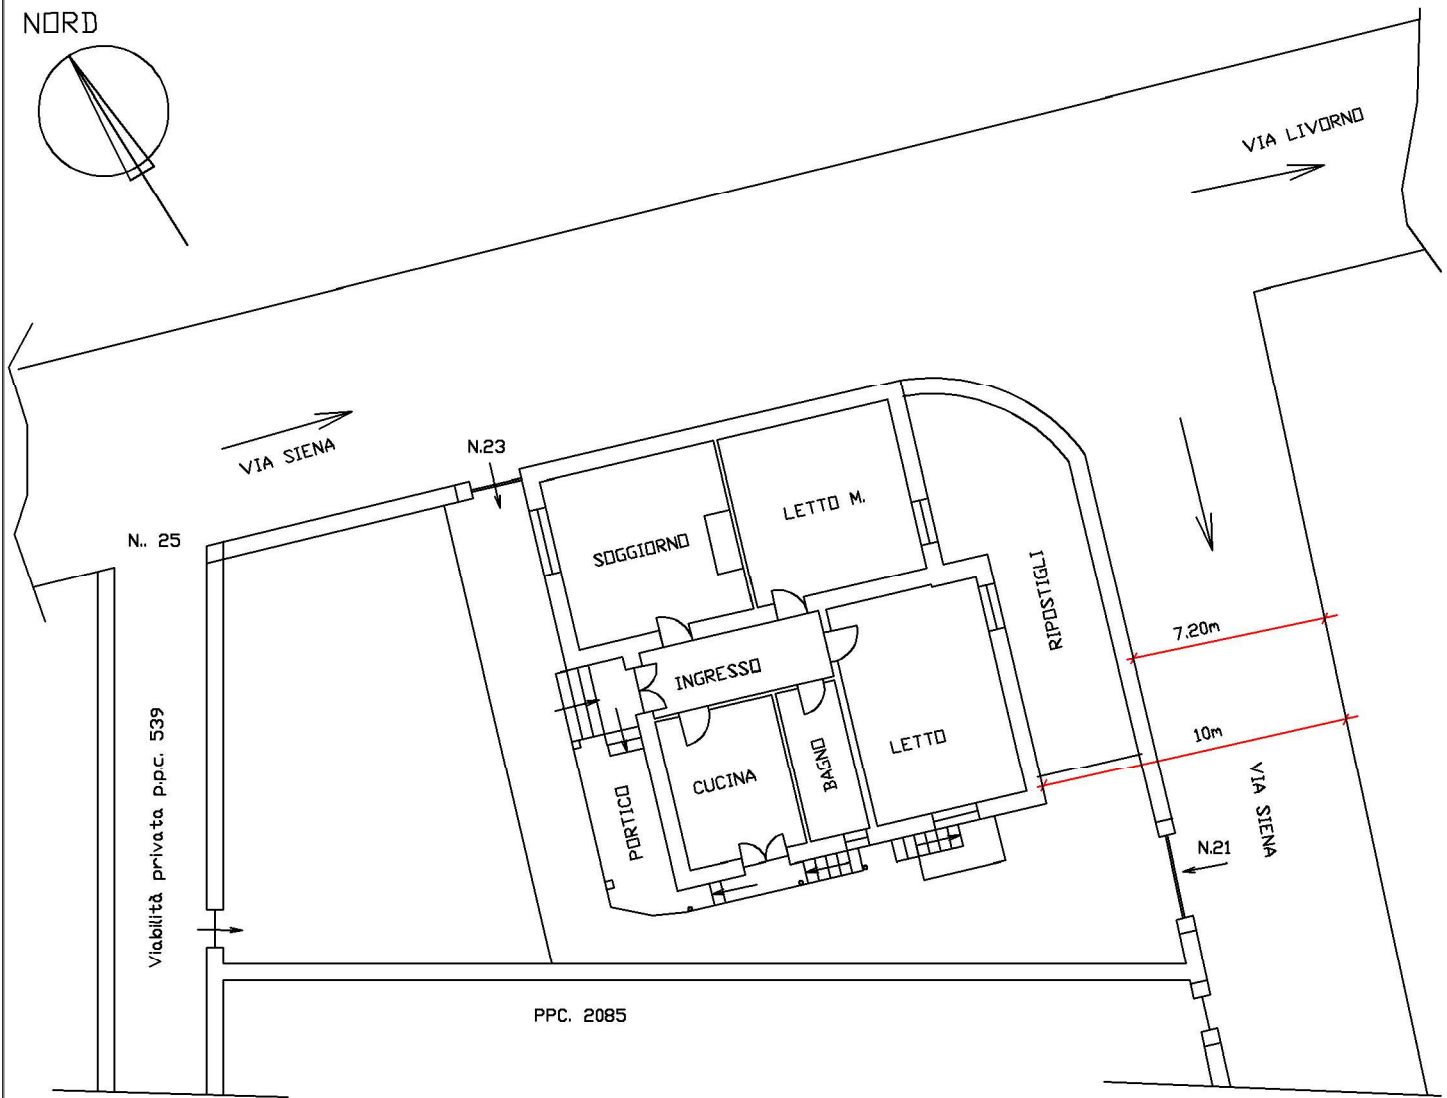 NORD
VIA LIVORNO
VIA SIENA
N.23
N.. 25
LETTO M.
SOGGIORNO
RIPOSTIGLI
7.20m
INGRESSO
10m
LETTO
BAGNO
CUCINA
PORTICO
VIA SIENA
N.21
Viabilità privata p.p.c. 539
PPC. 2085